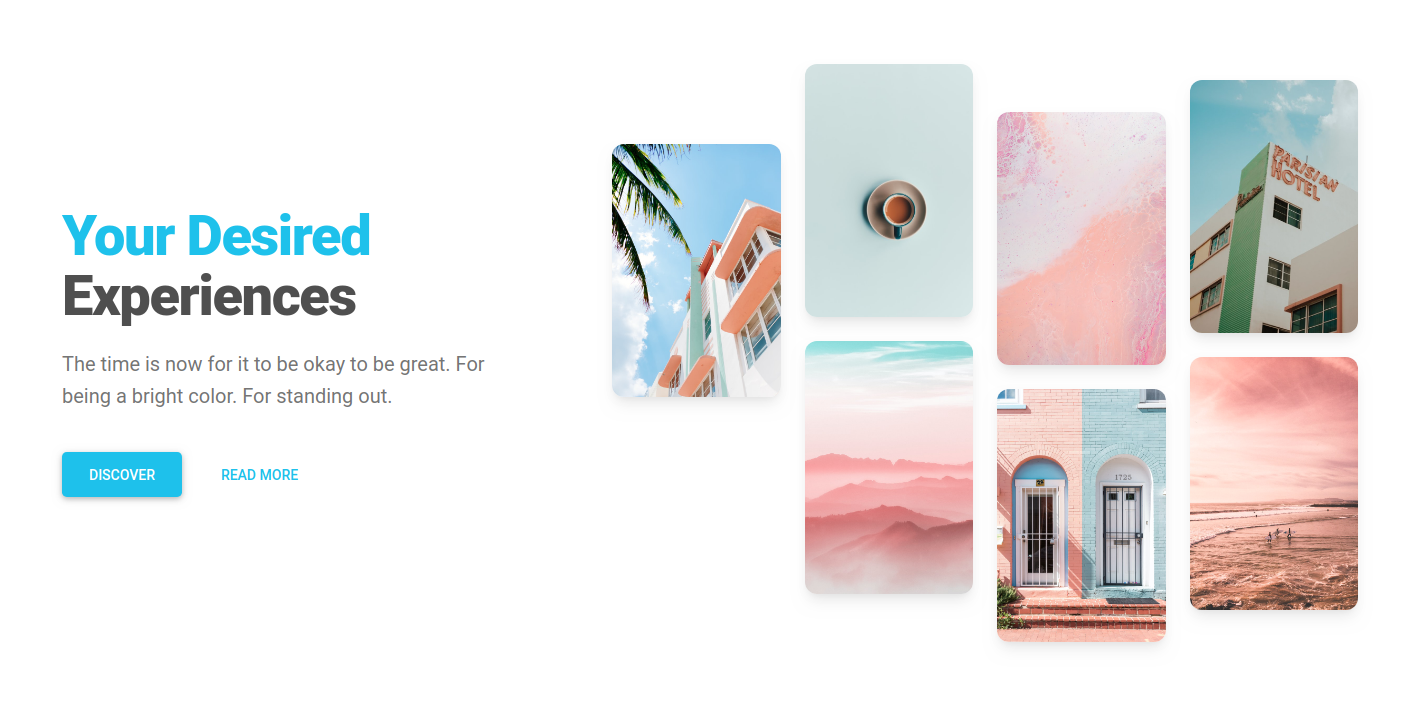 Your Desired
Experiences
The time is now for it to be okay to be great. For
being a bright color. For standing out.
DISCOVER
READ MORE
PARISIAN
HOTEL
1723